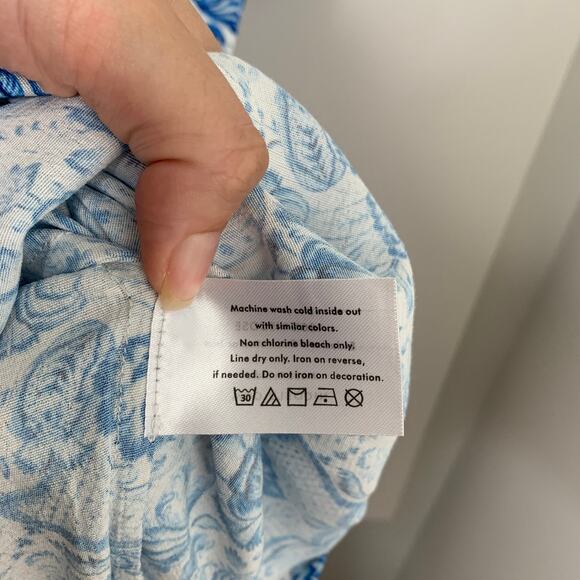 Machine wash cold inside out
with similar colors.
Non chlorine bleach only.
Line dry only. Iron on reverse,
if needed. Do not iron on decoration.
30